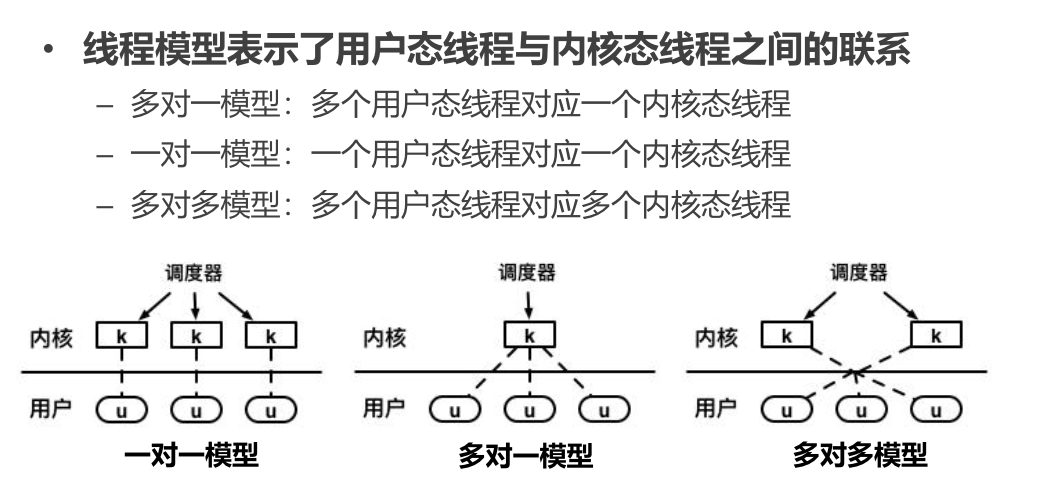 • 线程模型表示了用户态线程与内核态线程之间的联系
– 多对一模型：多个用户态线程对应一个内核态线程
– 一对一模型：一个用户态线程对应一个内核态线程
– 多对多模型：多个用户态线程对应多个内核态线程
调度器
内核 k k k
用户 u u u
一对一模型
调度器
内核 k
用户 u u u
多对一模型
调度器
内核 k k
用户 u u u
多对多模型